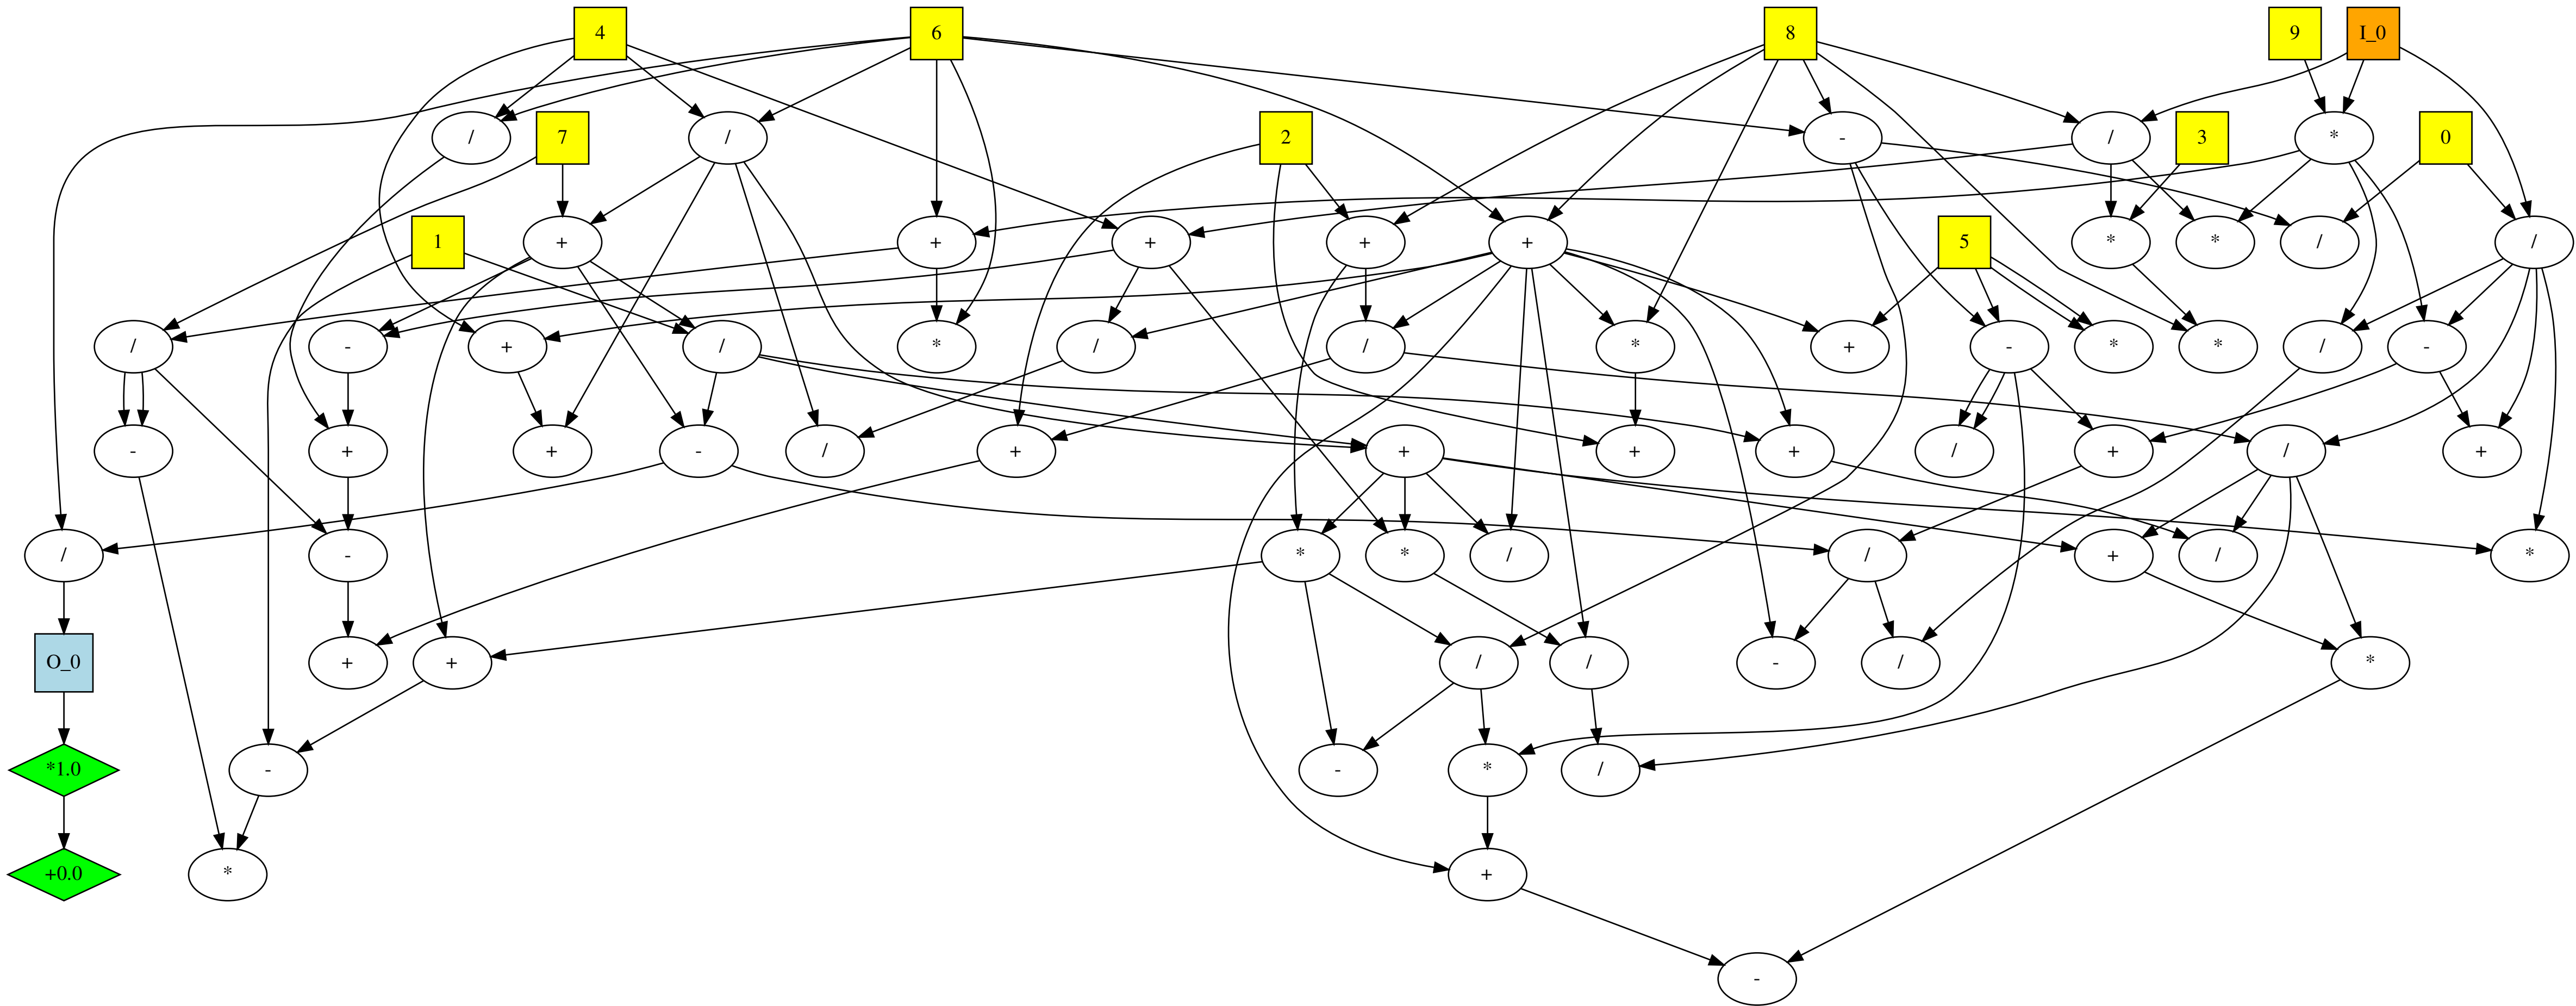 4 6 8 9 I_0
/ 7 / 2 - / 3 * 0
1 + + + + + 5 * * / /
/ - + / * / / * + - * * / -
- + + - / + + + + / + / +
/ - * * / / + / *
O_0 + + / / - / *
*1.0 - - * /
+0.0 * +
-